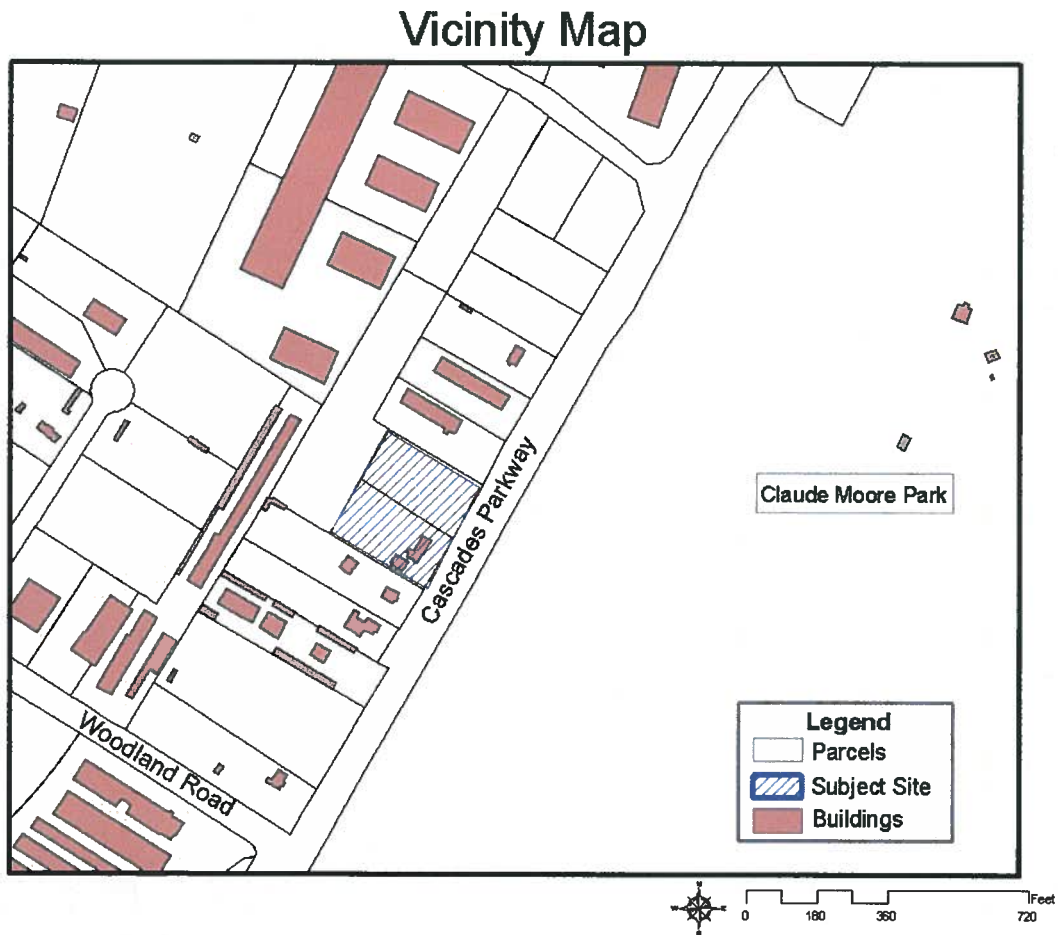 Vicinity Map
Cascades Parkway
Claude Moore Park
Woodland Road
Legend
Parcels
Subject Site
Buildings
Feet
0 180 360 720